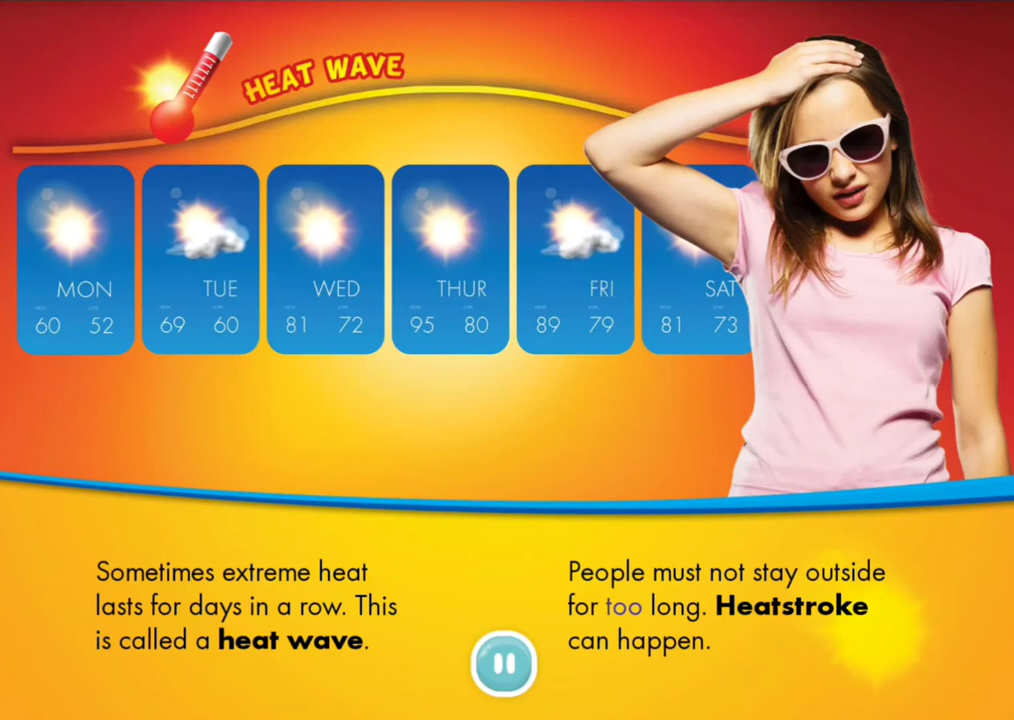 HEAT WAVE
MON TUE WED THUR FRI SAT
60 52 69 60 81 72 95 80 89 79 81 73
Sometimes extreme heat
lasts for days in a row. This
is called a heat wave.
People must not stay outside
for too long. Heatstroke
can happen.